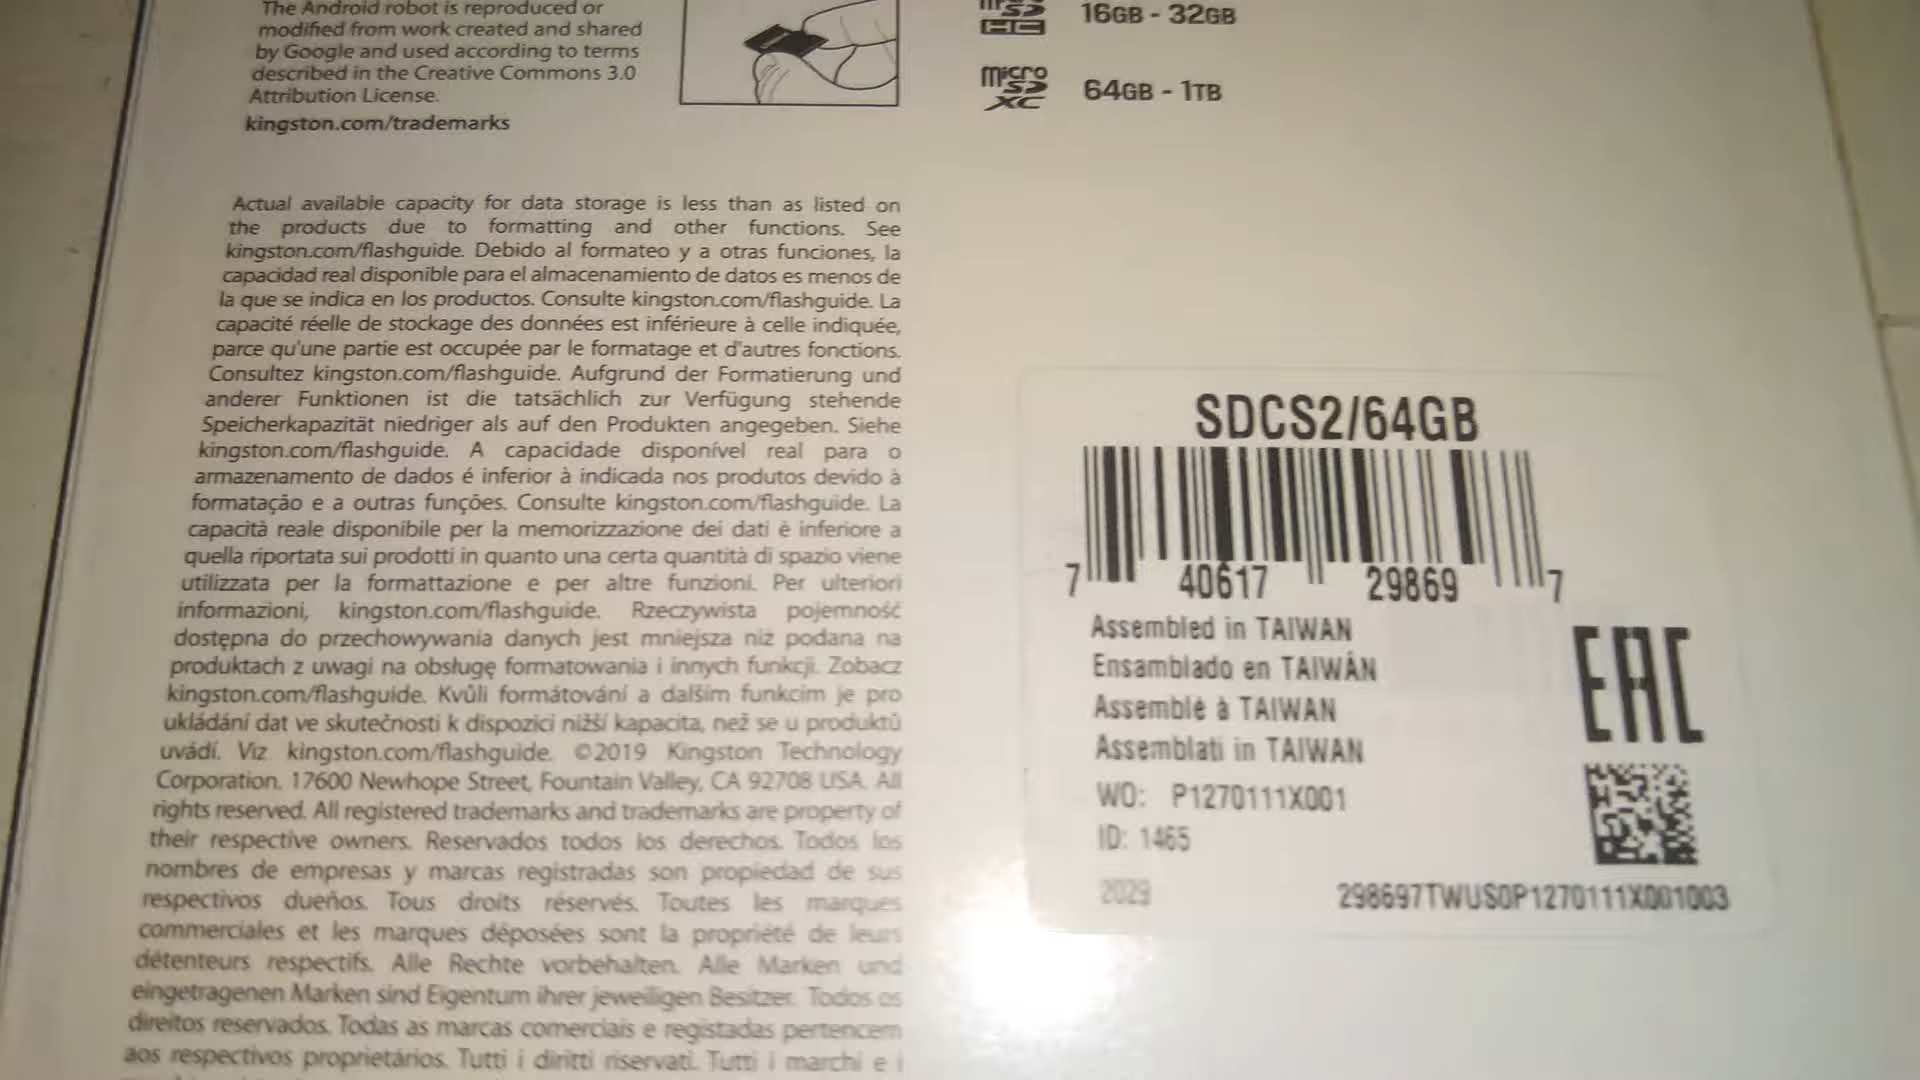 The Android robot is reproduced or
modified from work created and shared
by Google and used according to terms
described in the Creative Commons 3.0
Attribution License.
kingston.com/trademarks
16GB - 32GB
micro SD XC
64GB - 1TB
Actual available capacity for data storage is less than as listed on
the products due to formatting and other functions. See
kingston.com/flashguide. Debido al formateo y a otras funciones, la
capacidad real disponible para el almacenamiento de datos es menos de
la que se indica en los productos. Consulte kingston.com/flashguide. La
capacité réelle de stockage des données est inférieure à celle indiquée,
parce qu'une partie est occupée par le formatage et d'autres fonctions.
Consultez kingston.com/flashguide. Aufgrund der Formatierung und
anderer Funktionen ist die tatsächlich zur Verfügung stehende
Speicherkapazität niedriger als auf den Produkten angegeben. Siehe
kingston.com/flashguide. A capacidade disponível real para o
armazenamento de dados é inferior à indicada nos produtos devido à
formatação e a outras funções. Consulte kingston.com/flashguide. La
capacità reale disponibile per la memorizzazione dei dati è inferiore a
quella riportata sui prodotti in quanto una certa quantità di spazio viene
utilizzata per la formattazione e per altre funzioni. Per ulteriori
informazioni, kingston.com/flashguide. Rzeczywista pojemność
dostępna do przechowywania danych jest mniejsza niż podana na
produktach z uwagi na obsługę formatowania i innych funkcji. Zobacz
kingston.com/flashguide. Kvůli formátování a dalším funkcím je pro
ukládání dat ve skutečnosti k dispozici nižší kapacita, než se u produktů
uvádí. Viz kingston.com/flashguide. ©2019 Kingston Technology
Corporation. 17600 Newhope Street, Fountain Valley, CA 92708 USA. All
rights reserved. All registered trademarks and trademarks are property of
their respective owners. Reservados todos los derechos. Todos los
nombres de empresas y marcas registradas son propiedad de sus
respectivos dueños. Tous droits réservés. Toutes les marques
commerciales et les marques déposées sont la propriété de leurs
détenteurs respectifs. Alle Rechte vorbehalten. Alle Marken und
eingetragenen Marken sind Eigentum ihrer jeweiligen Besitzer. Todos os
direitos reservados. Todas as marcas comerciais e registadas pertencem
aos respectivos proprietários. Tutti i diritti riservati. Tutti i marchi e i
SDCS2/64GB
7 40617 29869 7
Assembled in TAIWAN
Ensamblado en TAIWÁN
Assemblé à TAIWAN
Assemblati in TAIWAN
EAC
WO: P1270111X001
ID: 1465
2029
298697TWUS0P1270111X001003